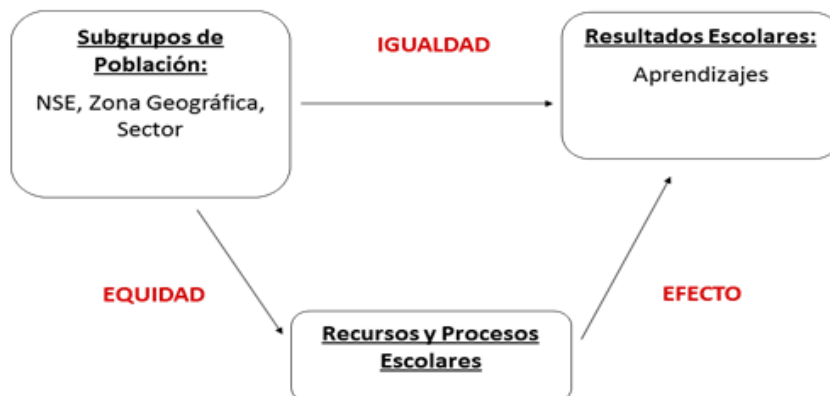 Subgrupos de
Población:
NSE, Zona Geográfica,
Sector
IGUALDAD
Resultados Escolares:
Aprendizajes
EQUIDAD
EFECTO
Recursos y Procesos
Escolares